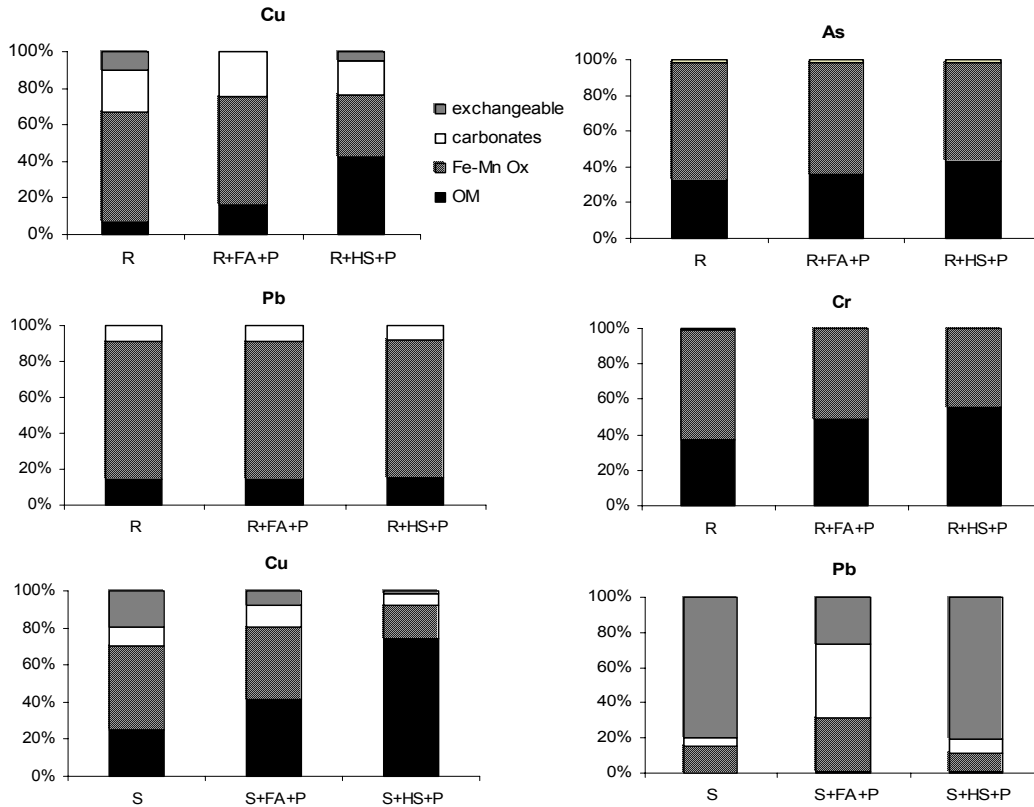 Cu
100%
80%
60%
40%
20%
0%
R
R+FA+P
R+HS+P
excheangeable
carbonates
Fe-Mn Ox
OM
As
100%
80%
60%
40%
20%
0%
R
R+FA+P
R+HS+P
Pb
100%
80%
60%
40%
20%
0%
R
R+FA+P
R+HS+P
Cr
100%
80%
60%
40%
20%
0%
R
R+FA+P
R+HS+P
Cu
100%
80%
60%
40%
20%
0%
S
S+FA+P
S+HS+P
Pb
100%
80%
60%
40%
20%
0%
S
S+FA+P
S+HS+P